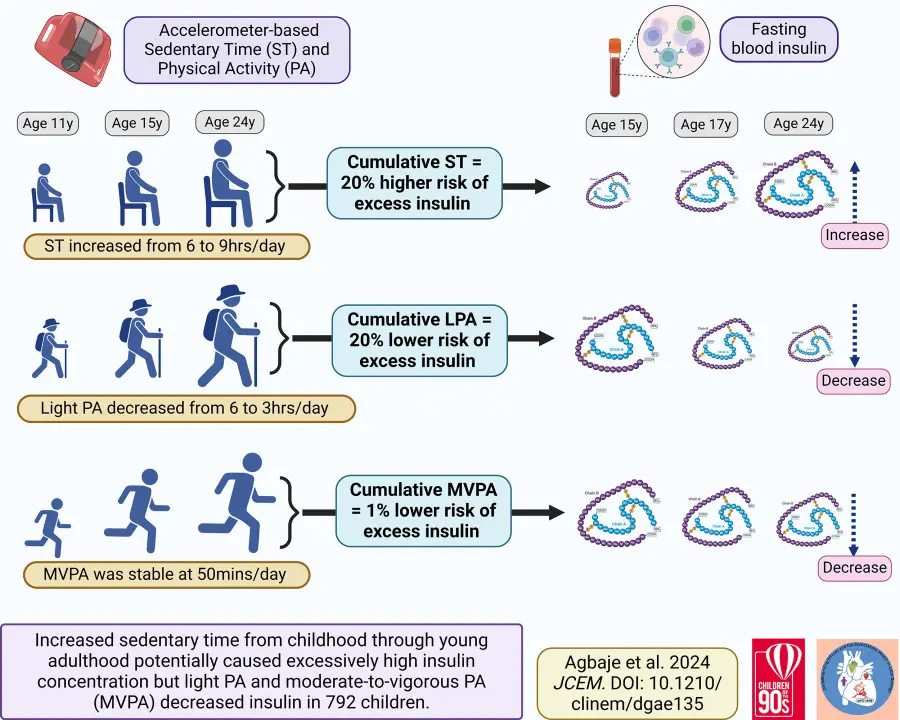 Accelerometer-based
Sedentary Time (ST) and
Physical Activity (PA)
Fasting
blood insulin
Age 11y
Age 15y
Age 24y
Age 15y
Age 17y
Age 24y
Cumulative ST =
20% higher risk of
excess insulin
ST increased from 6 to 9hrs/day
Increase
Cumulative LPA =
20% lower risk of
excess insulin
Light PA decreased from 6 to 3hrs/day
Decrease
Cumulative MVPA
= 1% lower risk of
excess insulin
MVPA was stable at 50mins/day
Decrease
Increased sedentary time from childhood through young
adulthood potentially caused excessively high insulin
concentration but light PA and moderate-to-vigorous PA
(MVPA) decreased insulin in 792 children.
Agbaje et al. 2024
JCEM. DOI: 10.1210/
clinem/dgae135
CHILDREN
OF
90s